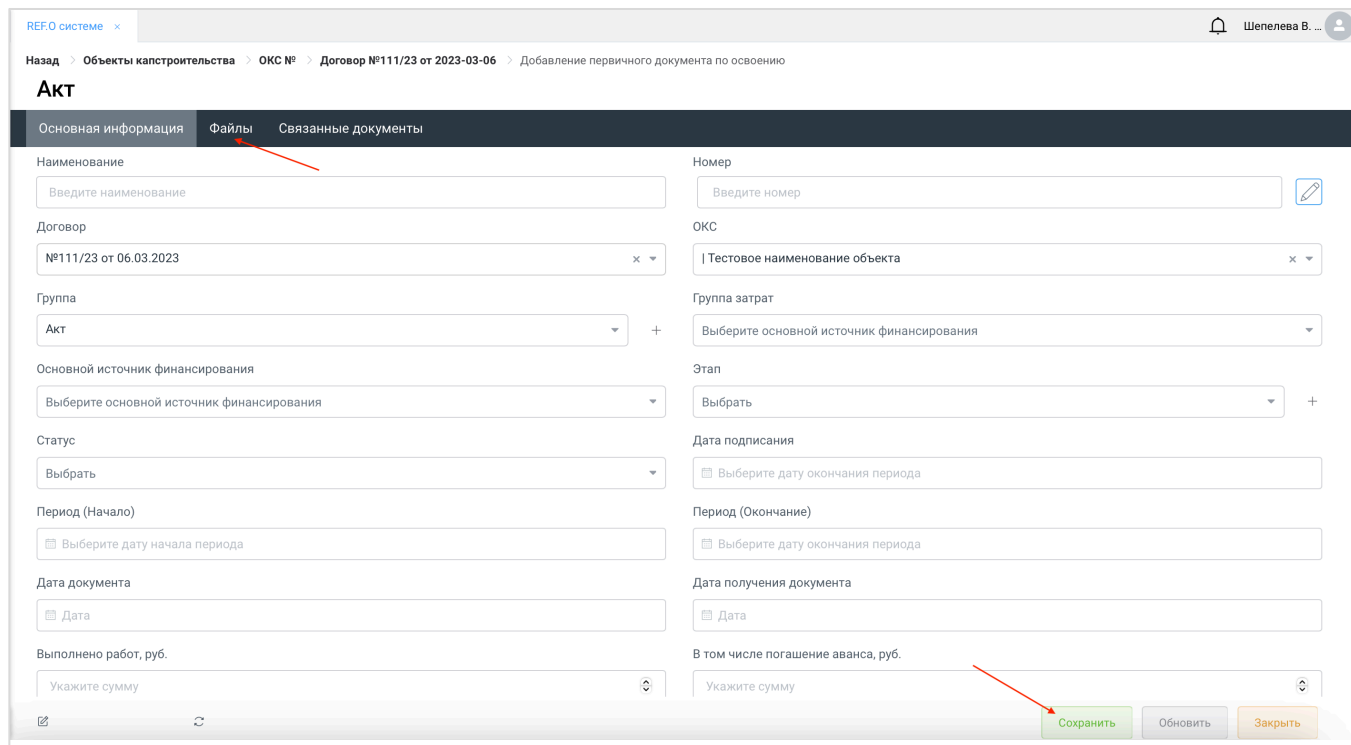 REF.О системе ×
Шепелева В. ...
Назад > Объекты капстроительства > ОКС № > Договор №111/23 от 2023-03-06 > Добавление первичного документа по освоению
Акт
Основная информация Файлы Связанные документы
Наименование Номер
Введите наименование Введите номер
Договор ОКС
№111/23 от 06.03.2023 × | Тестовое наименование объекта ×
Группа Группа затрат
Акт + Выберите основной источник финансирования
Основной источник финансирования Этап
Выберите основной источник финансирования Выбрать +
Статус Дата подписания
Выбрать Выберите дату окончания периода
Период (Начало) Период (Окончание)
Выберите дату начала периода Выберите дату окончания периода
Дата документа Дата получения документа
Дата Дата
Выполнено работ, руб. В том числе погашение аванса, руб.
Укажите сумму Укажите сумму
Сохранить Обновить Закрыть